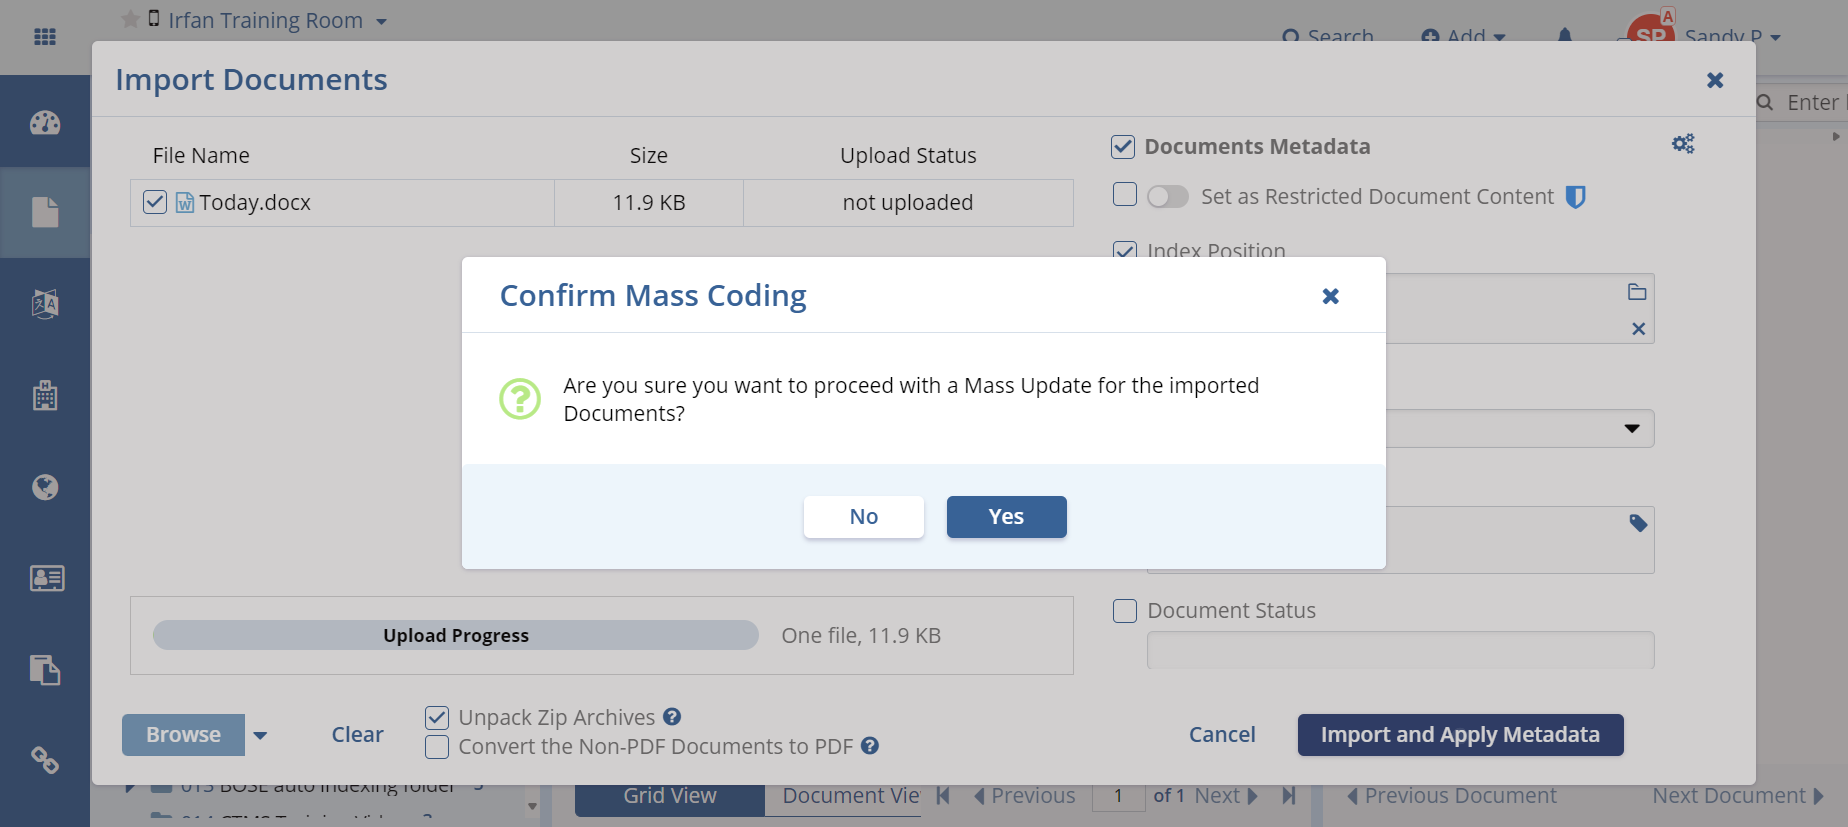 Irfan Training Room
Search
Add
A
SP
Sandy P
Import Documents
Enter
File Name
Size
Upload Status
Today.docx
11.9 KB
not uploaded
Documents Metadata
Set as Restricted Document Content
Index Position
Confirm Mass Coding
Are you sure you want to proceed with a Mass Update for the imported
Documents?
No
Yes
Upload Progress
One file, 11.9 KB
Document Status
Browse
Clear
Unpack Zip Archives
Convert the Non-PDF Documents to PDF
Cancel
Import and Apply Metadata
013 BOSE auto indexing folder
Grid View
Document Vie
Previous
1
of 1
Next
Previous Document
Next Document